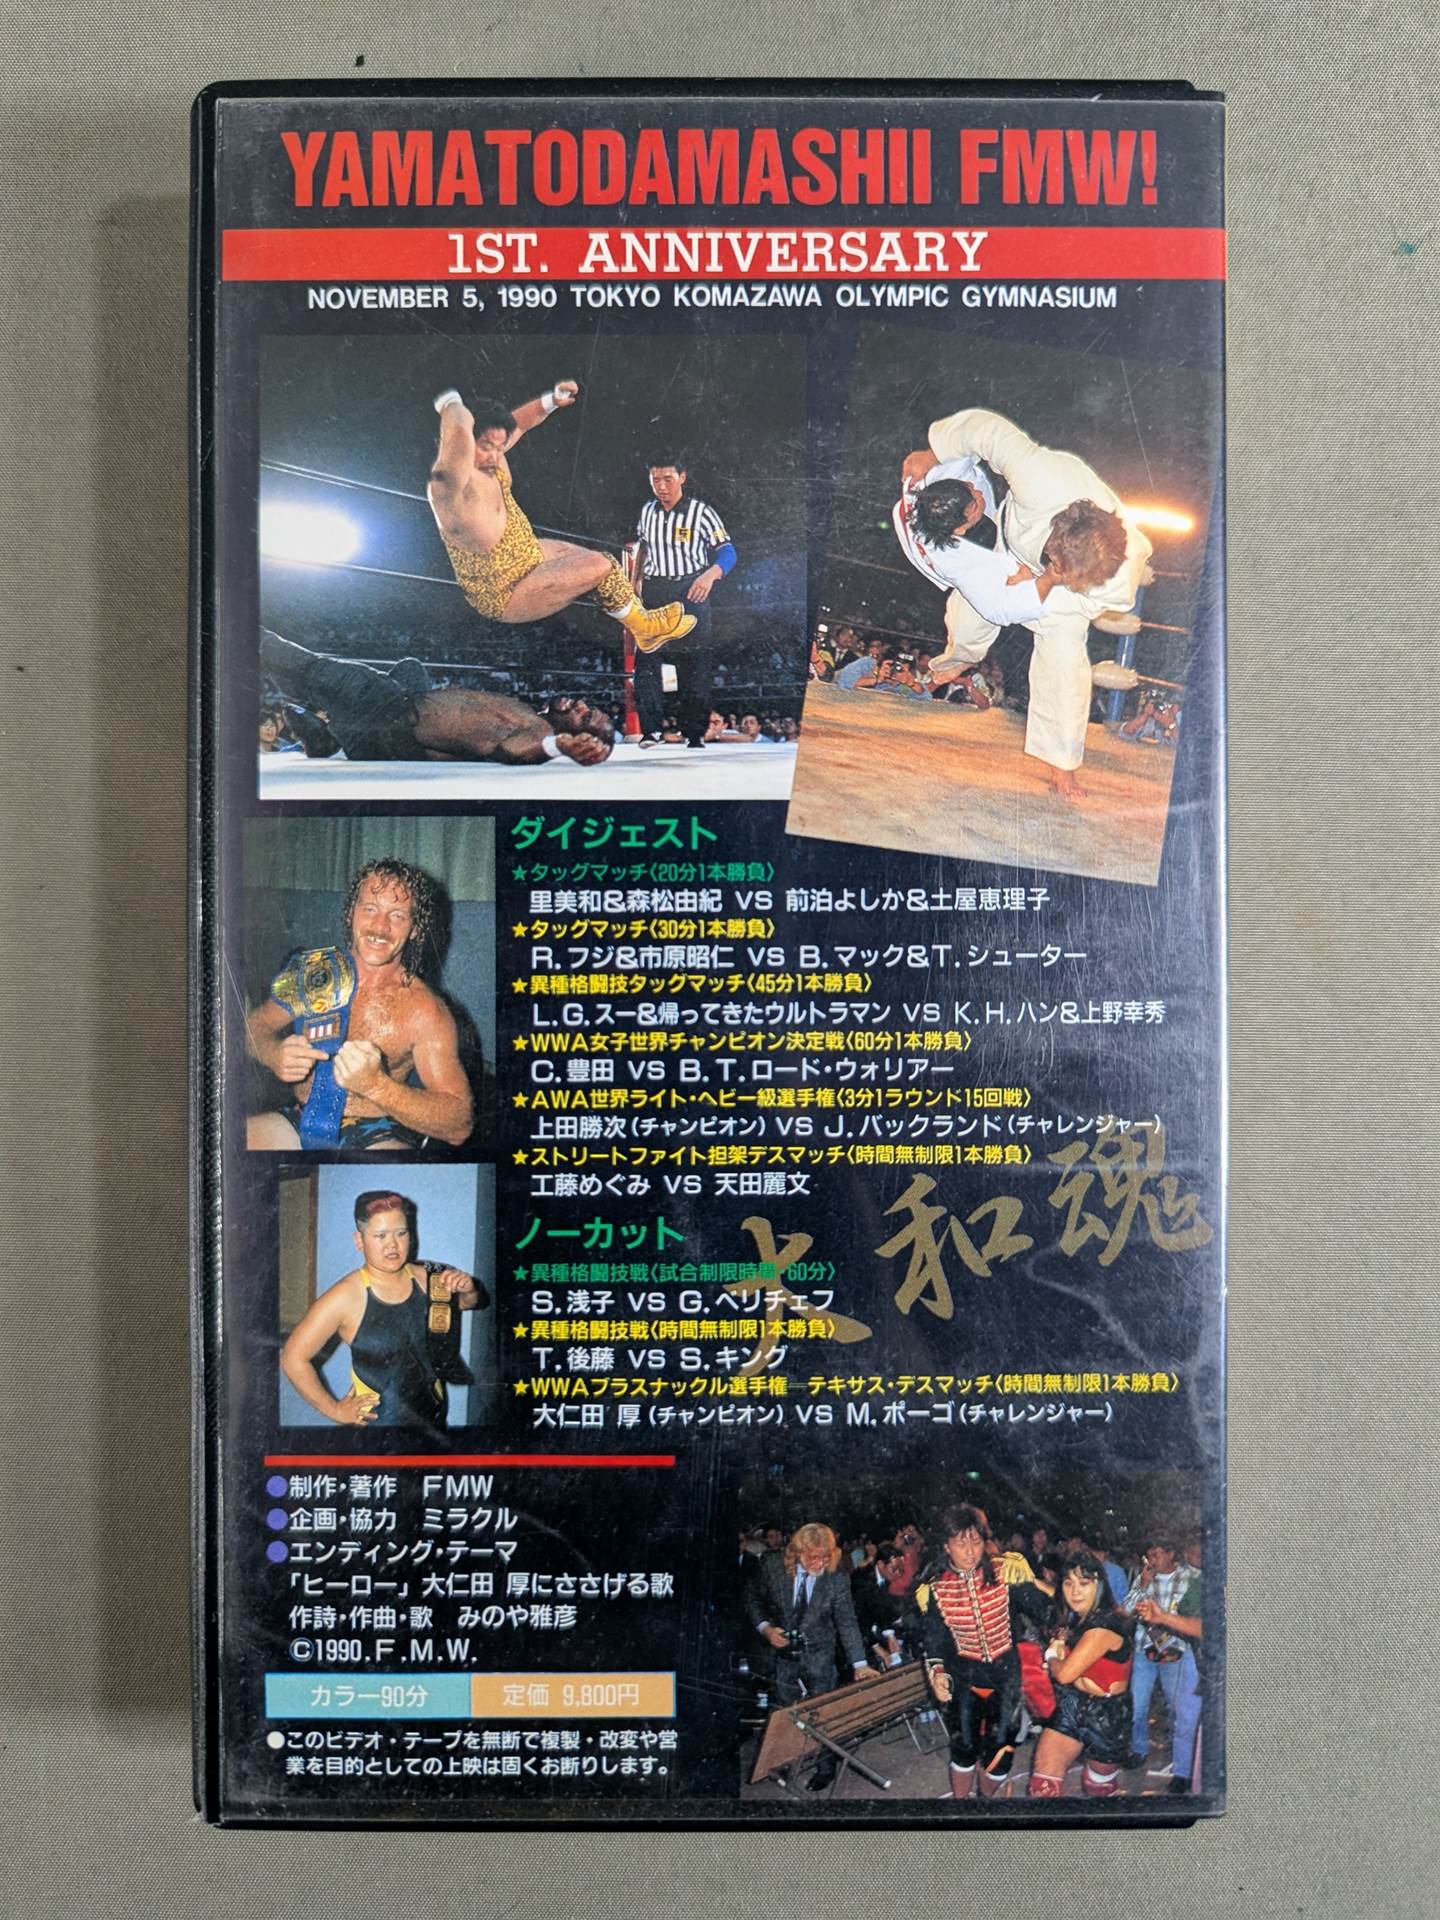 YAMATODAMASHII FMW!
1ST. ANNIVERSARY
NOVEMBER 5, 1990 TOKYO KOMAZAWA OLYMPIC GYMNASIUM
ダイジェスト
★タッグマッチ〈20分1本勝負〉
里美和&森松由紀 VS 前泊よしか&土屋恵理子
★タッグマッチ〈30分1本勝負〉
R.フジ&市原昭仁 VS B.マック&T.シューター
★異種格闘技タッグマッチ〈45分1本勝負〉
L.G.スー&帰ってきたウルトラマン VS K.H.ハン&上野幸秀
★WWA女子世界チャンピオン決定戦〈60分1本勝負〉
C.豊田 VS B.T.ロード・ウォリアー
★AWA世界ライト・ヘビー級選手権〈3分1ラウンド15回戦〉
上田勝次(チャンピオン) VS J.バックランド(チャレンジャー)
★ストリートファイト担架デスマッチ〈時間無制限1本勝負〉
工藤めぐみ VS 天田麗文
大和魂
ノーカット
★異種格闘技戦〈試合制限時間・60分〉
S.浅子 VS G.ベリチェフ
★異種格闘技戦〈時間無制限1本勝負〉
T.後藤 VS S.キング
★WWAブラスナックル選手権―テキサス・デスマッチ〈時間無制限1本勝負〉
大仁田 厚(チャンピオン) VS M.ポーゴ(チャレンジャー)
●制作・著作 FMW
●企画・協力 ミラクル
●エンディング・テーマ
「ヒーロー」大仁田 厚にささげる歌
作詩・作曲・歌 みのや雅彦
©1990.F.M.W.
カラー90分 定価 9,800円
●このビデオ・テープを無断で複製・改変や営
業を目的としての上映は固くお断りします。